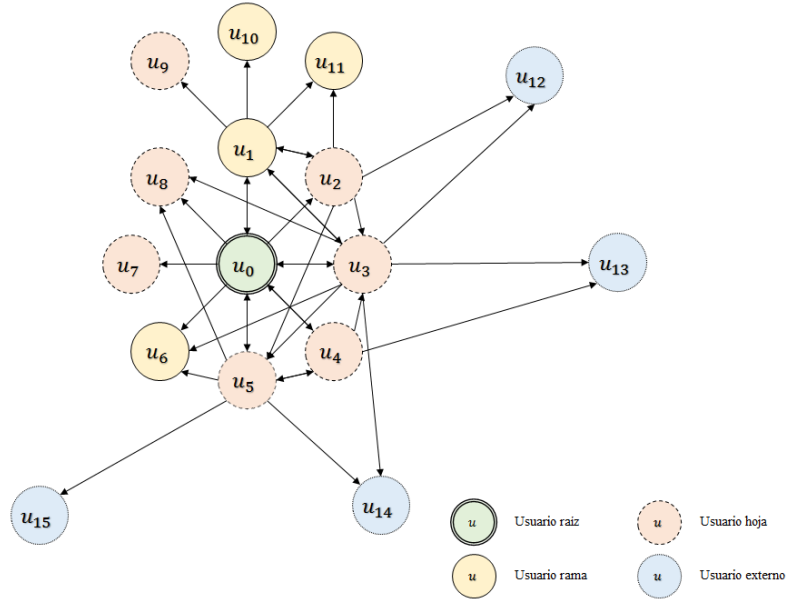 u10
u11
u9
u12
u1
u8
u2
u7
u0
u3
u13
u6
u4
u5
u15
u14
u Usuario raiz
u Usuario hoja
u Usuario rama
u Usuario externo